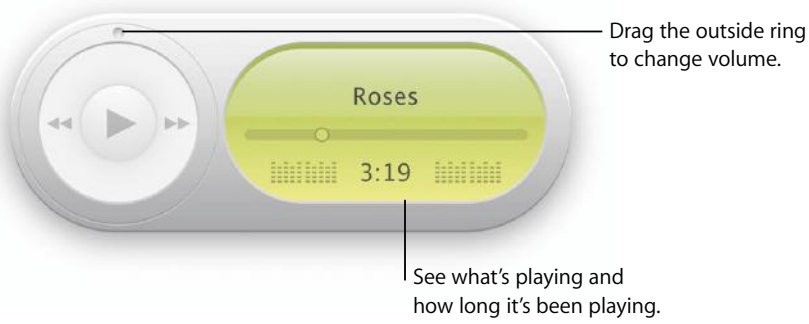 Drag the outside ring
to change volume.
Roses
3:19
See what's playing and
how long it's been playing.